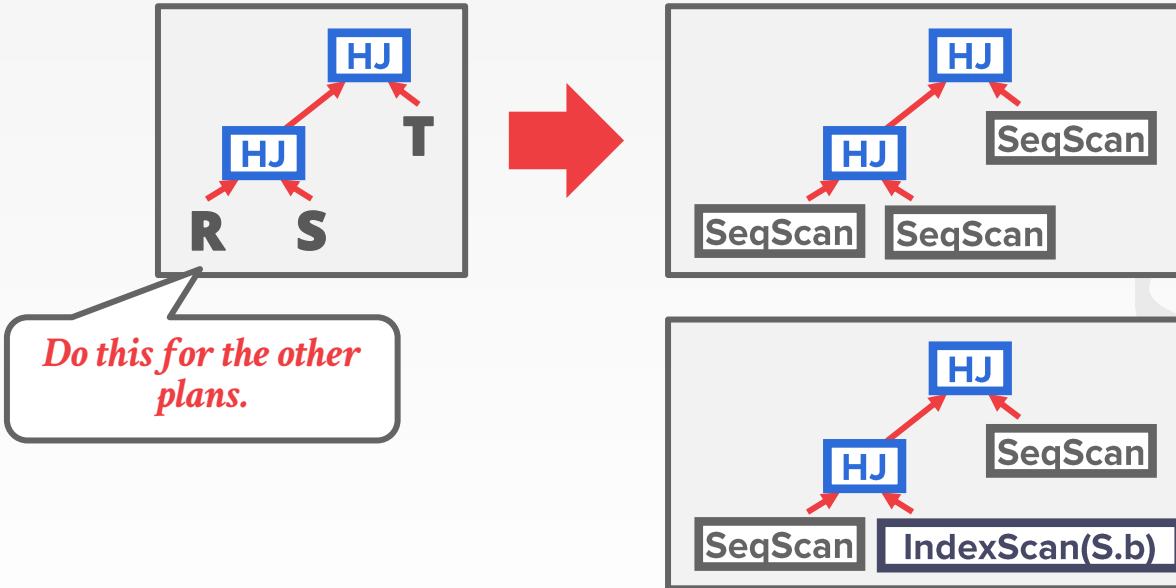 HJ
HJ
T
R S
Do this for the other
plans.
HJ
HJ
SeqScan
SeqScan SeqScan
HJ
HJ
SeqScan
SeqScan IndexScan(S.b)